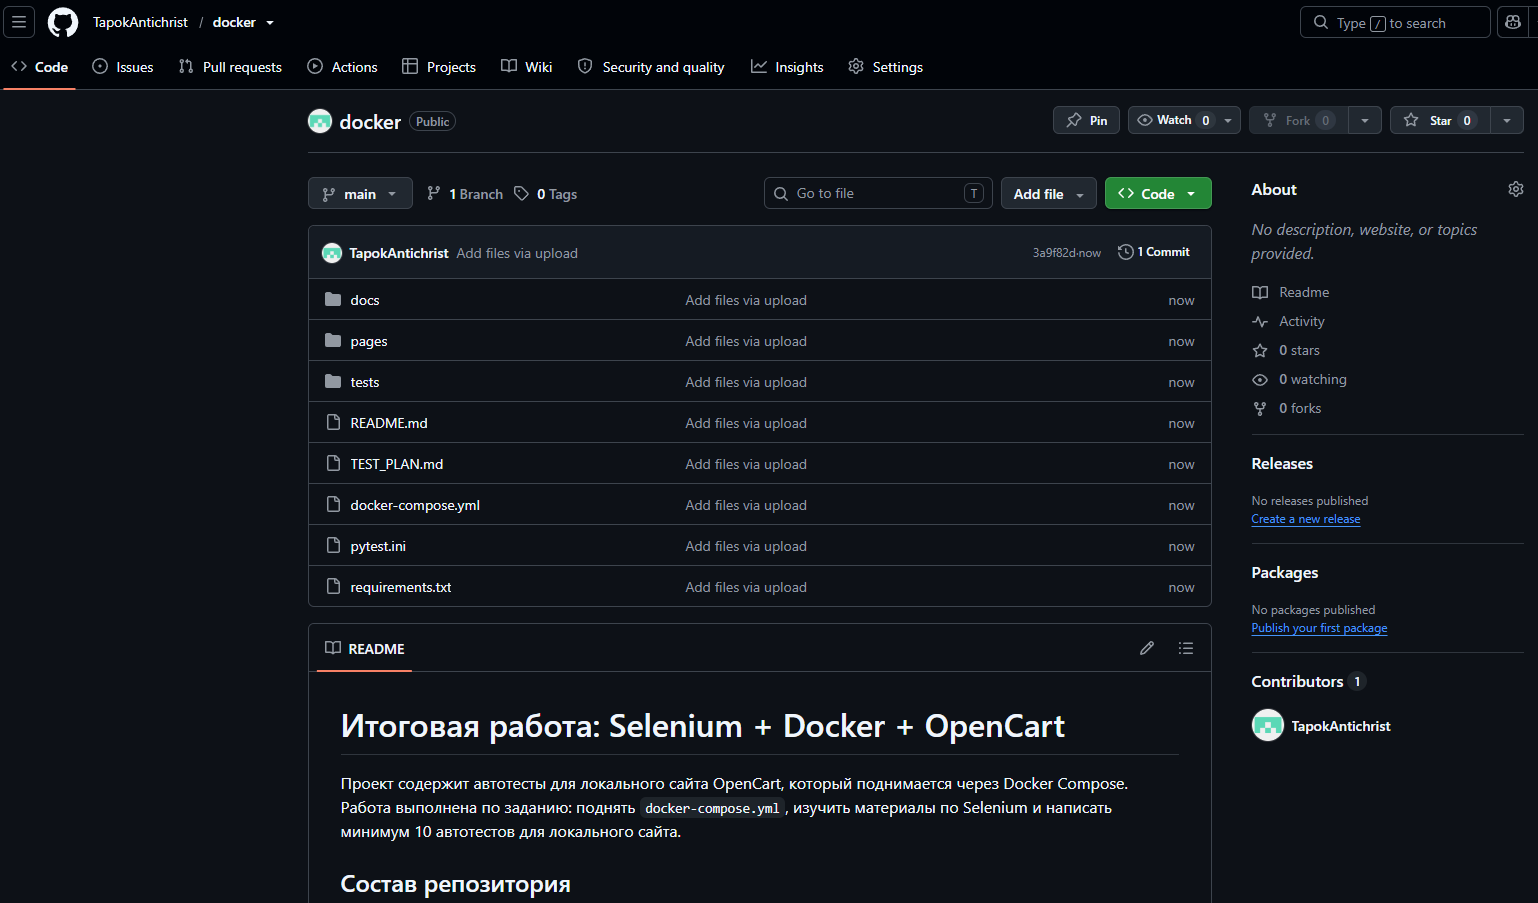 TapokAntichrist / docker
Type / to search
Code
Issues
Pull requests
Actions
Projects
Wiki
Security and quality
Insights
Settings
docker Public
Pin
Watch 0
Fork 0
Star 0
main
1 Branch
0 Tags
Go to file T
Add file
Code
TapokAntichrist Add files via upload 3a9f82d · now 1 Commit
docs Add files via upload now
pages Add files via upload now
tests Add files via upload now
README.md Add files via upload now
TEST_PLAN.md Add files via upload now
docker-compose.yml Add files via upload now
pytest.ini Add files via upload now
requirements.txt Add files via upload now
README
Итоговая работа: Selenium + Docker + OpenCart
Проект содержит автотесты для локального сайта OpenCart, который поднимается через Docker Compose.
Работа выполнена по заданию: поднять docker-compose.yml, изучить материалы по Selenium и написать
минимум 10 автотестов для локального сайта.
Состав репозитория
About
No description, website, or topics
provided.
Readme
Activity
0 stars
0 watching
0 forks
Releases
No releases published
Create a new release
Packages
No packages published
Publish your first package
Contributors 1
TapokAntichrist